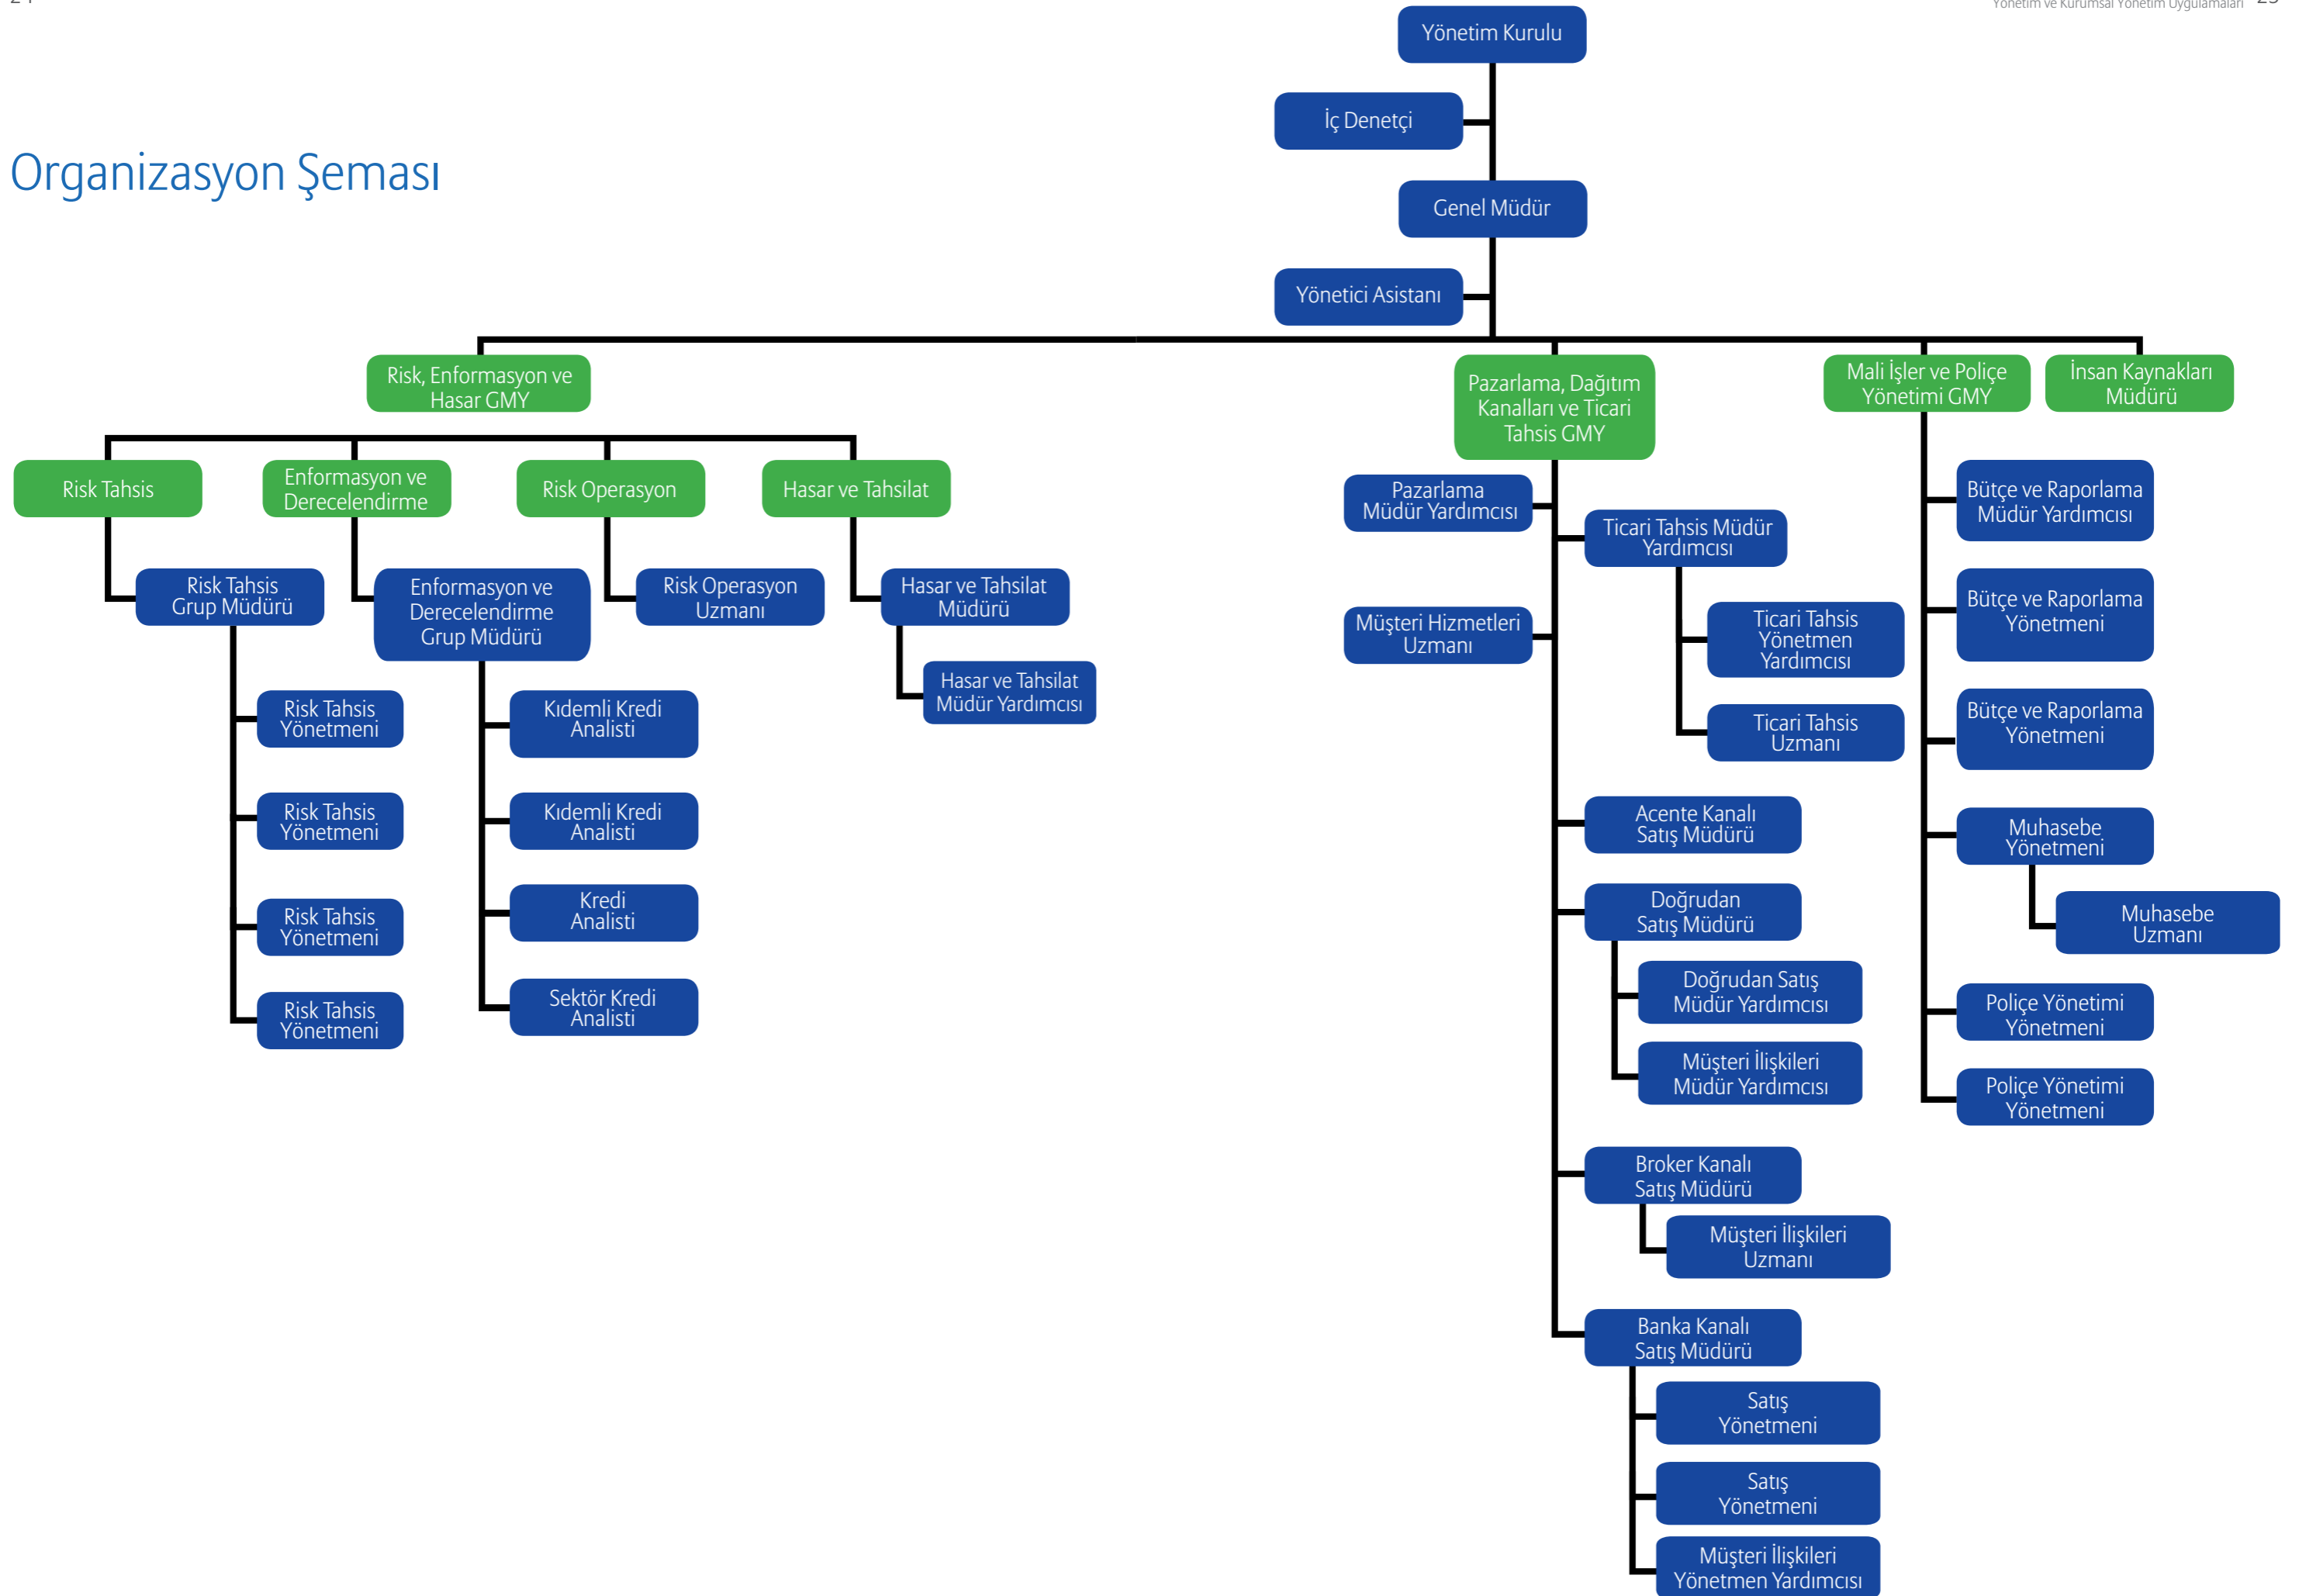 Yönetim ve Kurumsal Yönetim Uygulamaları
Yönetim Kurulu
İç Denetçi
Organizasyon Şeması
Genel Müdür
Yönetici Asistanı
Risk, Enformasyon ve
Hasar GMY
Pazarlama, Dağıtım
Kanalları ve Ticari
Tahsis GMY
Mali İşler ve Poliçe
Yönetimi GMY
İnsan Kaynakları
Müdürü
Risk Tahsis
Enformasyon ve
Derecelendirme
Risk Operasyon
Hasar ve Tahsilat
Risk Tahsis
Grup Müdürü
Enformasyon ve
Derecelendirme
Grup Müdürü
Risk Operasyon
Uzmanı
Hasar ve Tahsilat
Müdürü
Hasar ve Tahsilat
Müdür Yardımcısı
Risk Tahsis
Yönetmeni
Risk Tahsis
Yönetmeni
Risk Tahsis
Yönetmeni
Risk Tahsis
Yönetmeni
Kıdemli Kredi
Analisti
Kıdemli Kredi
Analisti
Kredi
Analisti
Sektör Kredi
Analisti
Pazarlama
Müdür Yardımcısı
Müşteri Hizmetleri
Uzmanı
Ticari Tahsis Müdür
Yardımcısı
Ticari Tahsis
Yönetmen
Yardımcısı
Ticari Tahsis
Uzmanı
Acente Kanalı
Satış Müdürü
Doğrudan
Satış Müdürü
Doğrudan Satış
Müdür Yardımcısı
Müşteri İlişkileri
Müdür Yardımcısı
Broker Kanalı
Satış Müdürü
Müşteri İlişkileri
Uzmanı
Banka Kanalı
Satış Müdürü
Satış
Yönetmeni
Satış
Yönetmeni
Müşteri İlişkileri
Yönetmen Yardımcısı
Bütçe ve Raporlama
Müdür Yardımcısı
Bütçe ve Raporlama
Yönetmeni
Bütçe ve Raporlama
Yönetmeni
Muhasebe
Yönetmeni
Muhasebe
Uzmanı
Poliçe Yönetimi
Yönetmeni
Poliçe Yönetimi
Yönetmeni